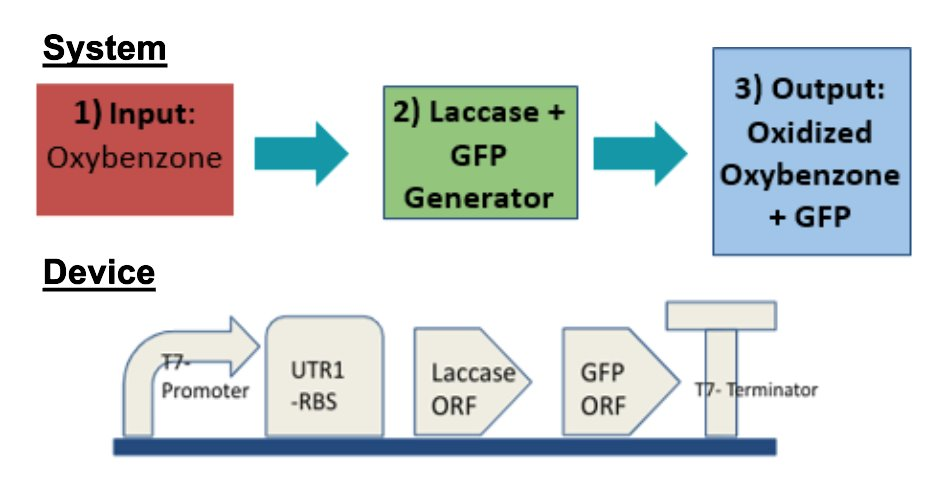 System
1) Input:
Oxybenzone
2) Laccase +
GFP
Generator
3) Output:
Oxidized
Oxybenzone
+ GFP
Device
T7-
Promoter
UTR1
-RBS
Laccase
ORF
GFP
ORF
T7- Terminator